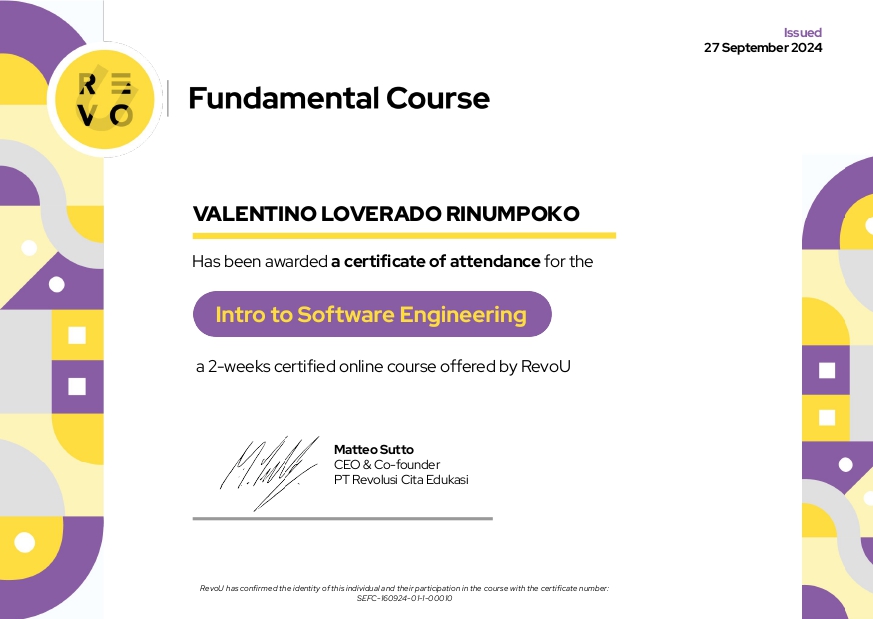 Issued
27 September 2024
R E
V O
Fundamental Course
VALENTINO LOVERADO RINUMPOKO
Has been awarded a certificate of attendance for the
Intro to Software Engineering
a 2-weeks certified online course offered by RevoU
Matteo Sutto
CEO & Co-founder
PT Revolusi Cita Edukasi
RevoU has confirmed the identity of this individual and their participation in the course with the certificate number:
SEFC-160924-01-1-00010